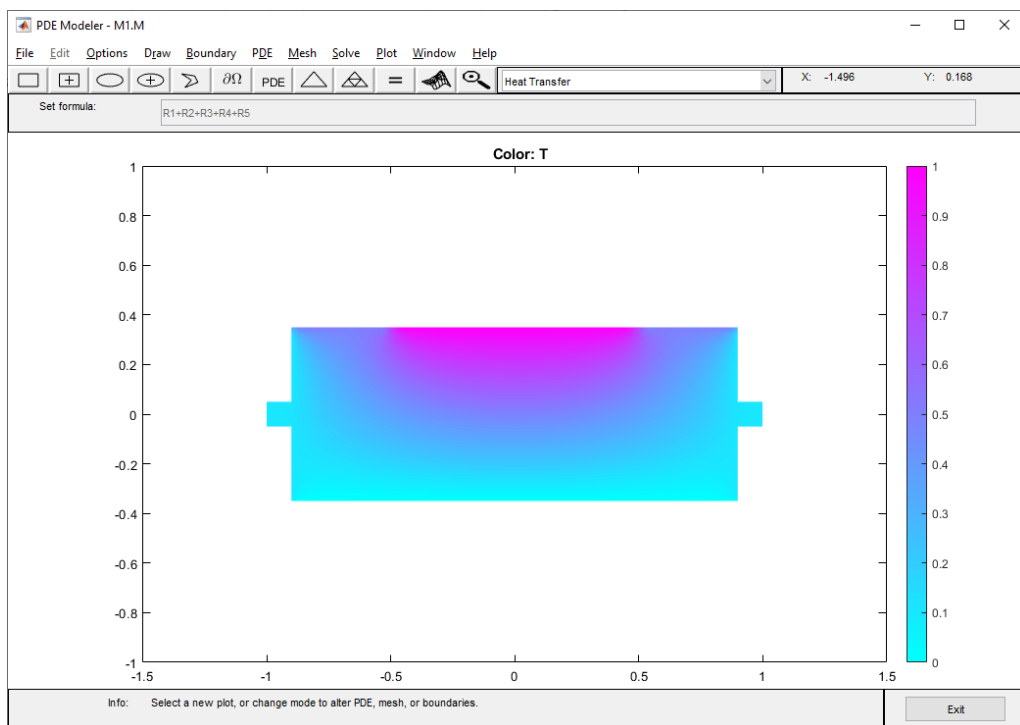 PDE Modeler - M1.M
File Edit Options Draw Boundary PDE Mesh Solve Plot Window Help
∂Ω PDE = Heat Transfer X: -1.496 Y: 0.168
Set formula: R1+R2+R3+R4+R5
Color: T
1
0.8
0.6
0.4
0.2
0
-0.2
-0.4
-0.6
-0.8
-1
-1.5 -1 -0.5 0 0.5 1 1.5
1
0.9
0.8
0.7
0.6
0.5
0.4
0.3
0.2
0.1
0
Info: Select a new plot, or change mode to alter PDE, mesh, or boundaries.
Exit